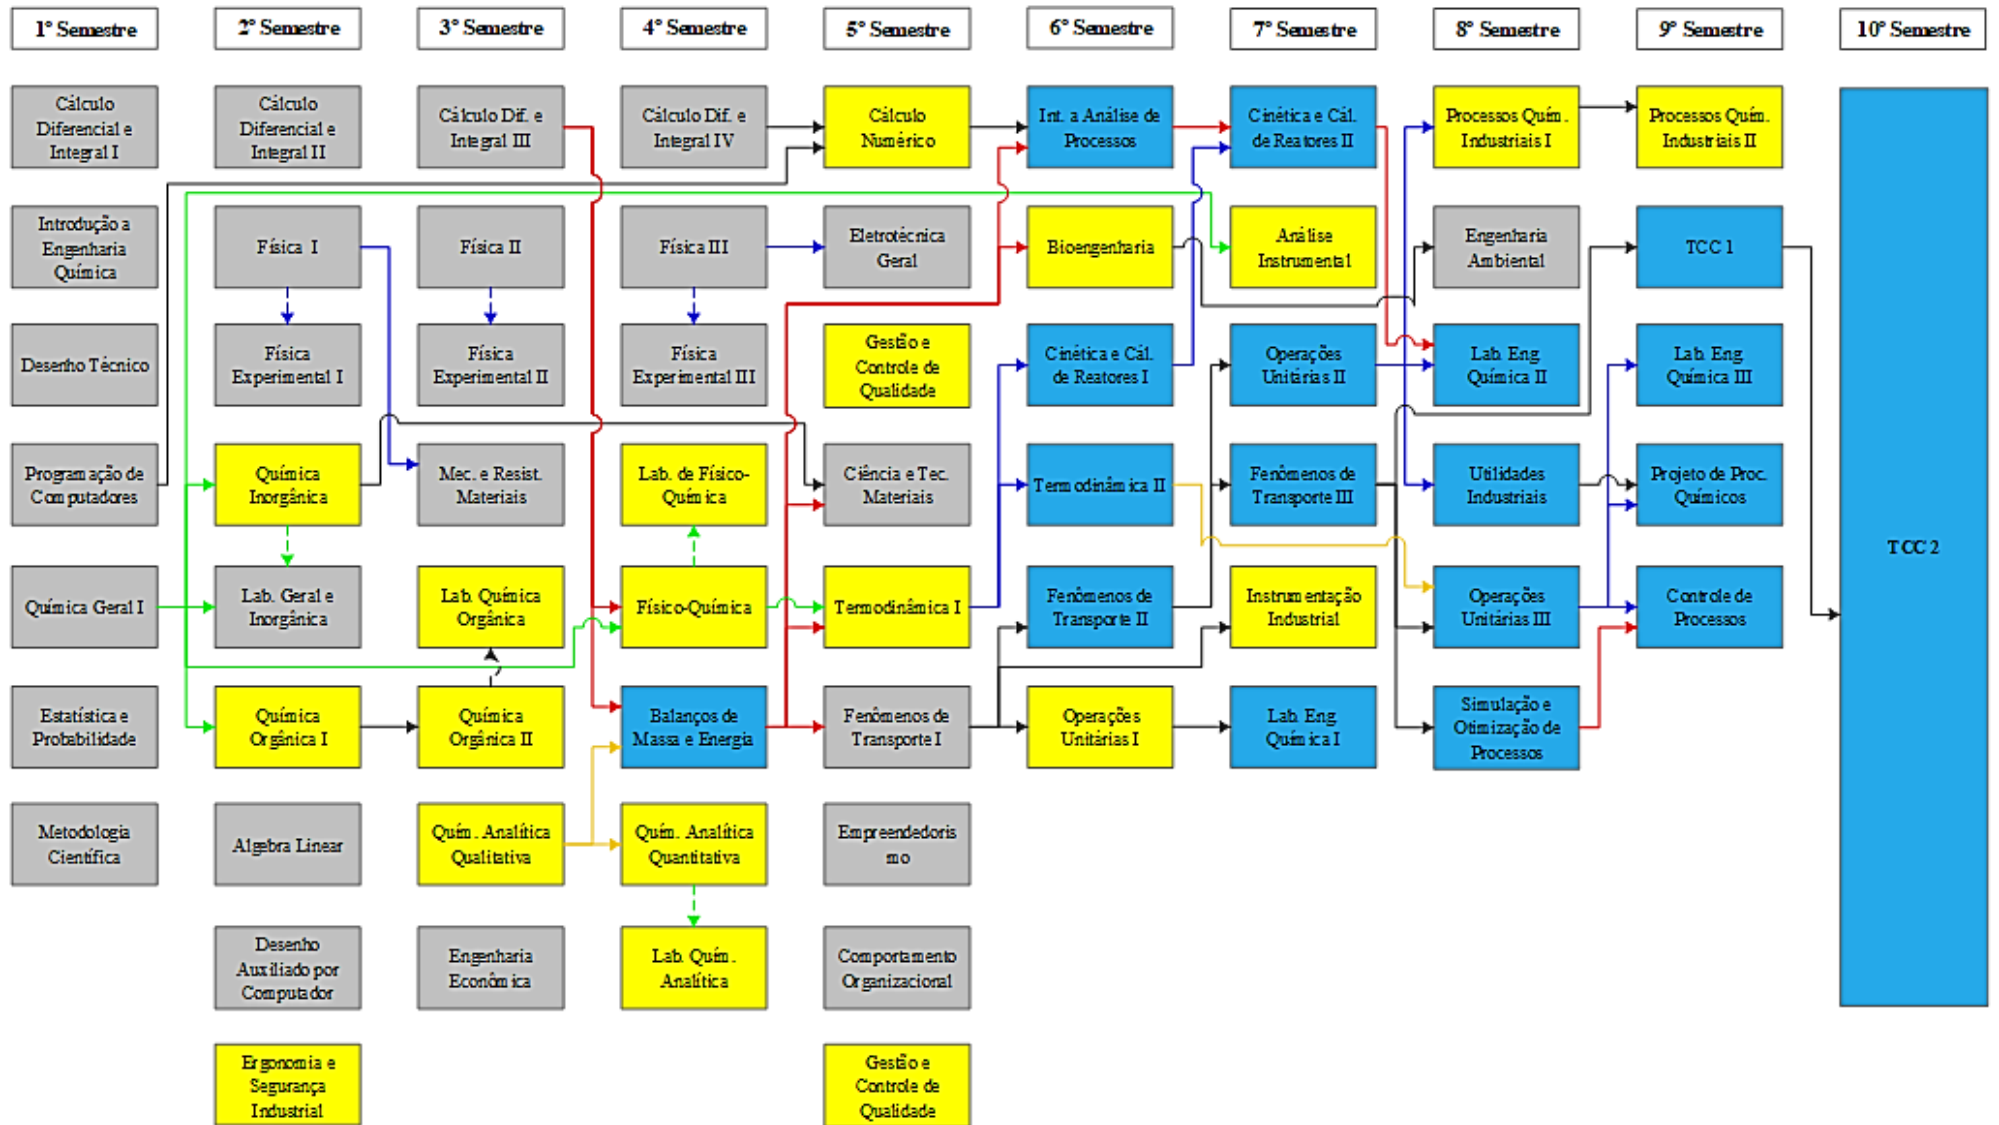 1º Semestre
2º Semestre
3º Semestre
4º Semestre
5º Semestre
6º Semestre
7º Semestre
8º Semestre
9º Semestre
10º Semestre
Cálculo
Diferencial e
Integral I
Cálculo
Diferencial e
Integral II
Cálculo Dif. e
Integral III
Cálculo Dif. e
Integral IV
Cálculo
Numérico
Int. a Análise de
Processos
Cinética e Cál.
de Reatores II
Processos Quím.
Industriais I
Processos Quím.
Industriais II
Introdução a
Engenharia
Química
Física I
Física II
Física III
Eletrotécnica
Geral
Bioengenharia
Análise
Instrumental
Engenharia
Ambiental
TCC 1
Desenho Técnico
Física
Experimental I
Física
Experimental II
Física
Experimental III
Gestão e
Controle de
Qualidade
Cinética e Cál.
de Reatores I
Operações
Unitárias II
Lab. Eng.
Química II
Lab. Eng.
Química III
Programação de
Computadores
Química
Inorgânica
Mec. e Resist.
Materiais
Lab. de Físico-
Química
Ciência e Tec.
Materiais
Termodinâmica II
Fenômenos de
Transporte III
Utilidades
Industriais
Projeto de Proc.
Químicos
TCC 2
Química Geral I
Lab. Geral e
Inorgânica
Lab. Química
Orgânica
Físico-Química
Termodinâmica I
Fenômenos de
Transporte II
Instrumentação
Industrial
Operações
Unitárias III
Controle de
Processos
Estatística e
Probabilidade
Química
Orgânica I
Química
Orgânica II
Balanços de
Massa e Energia
Fenômenos de
Transporte I
Operações
Unitárias I
Lab. Eng.
Química I
Simulação e
Otimização de
Processos
Metodologia
Científica
Algebra Linear
Quím. Analítica
Qualitativa
Quím. Analítica
Quantitativa
Empreendedoris
mo
Desenho
Auxiliado por
Computador
Engenharia
Econômica
Lab. Quím.
Analítica
Comportamento
Organizacional
Ergonomia e
Segurança
Industrial
Gestão e
Controle de
Qualidade